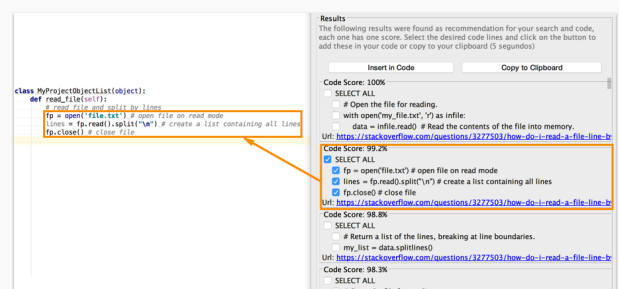 class MyProjectObjectList(object):
def read_file(self):
# read file and split by lines
fp = open('file.txt') # open file on read mode
lines = fp.read().split("\n") # create a list containing all lines
fp.close() # close file
Results
The following results were found as recommendation for your search and code,
each one has one score. Select the desired code lines and click on the button to
add these in your code or copy to your clipboard (5 segundos)
Insert in Code
Copy to Clipboard
Code Score: 100%
SELECT ALL
# Open the file for reading.
with open('my_file.txt', 'r') as infile:
data = infile.read() # Read the contents of the file into memory.
Url: https://stackoverflow.com/questions/3277503/how-do-i-read-a-file-line-b
Code Score: 99.2%
SELECT ALL
fp = open('file.txt') # open file on read mode
lines = fp.read().split("\n") # create a list containing all lines
fp.close() # close file
Url: https://stackoverflow.com/questions/3277503/how-do-i-read-a-file-line-b
Code Score: 98.8%
SELECT ALL
# Return a list of the lines, breaking at line boundaries.
my_list = data.splitlines()
Url: https://stackoverflow.com/questions/3277503/how-do-i-read-a-file-line-b
Code Score: 98.3%
SELECT ALL